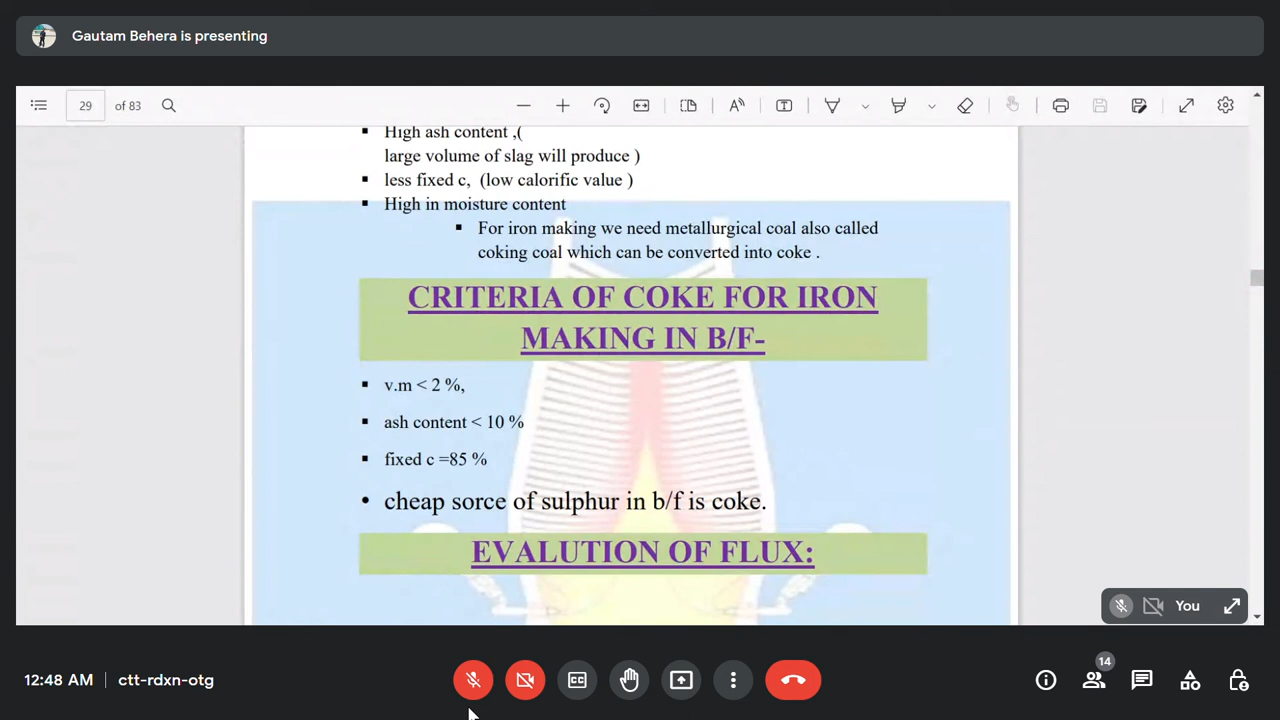 Gautam Behera is presenting
29 of 83
▪ High ash content ,(
large volume of slag will produce )
▪ less fixed c, (low calorific value )
▪ High in moisture content
▪ For iron making we need metallurgical coal also called
coking coal which can be converted into coke .
CRITERIA OF COKE FOR IRON
MAKING IN B/F-
▪ v.m < 2 %,
▪ ash content < 10 %
▪ fixed c =85 %
• cheap sorce of sulphur in b/f is coke.
EVALUTION OF FLUX:
You
14
12:48 AM ctt-rdxn-otg